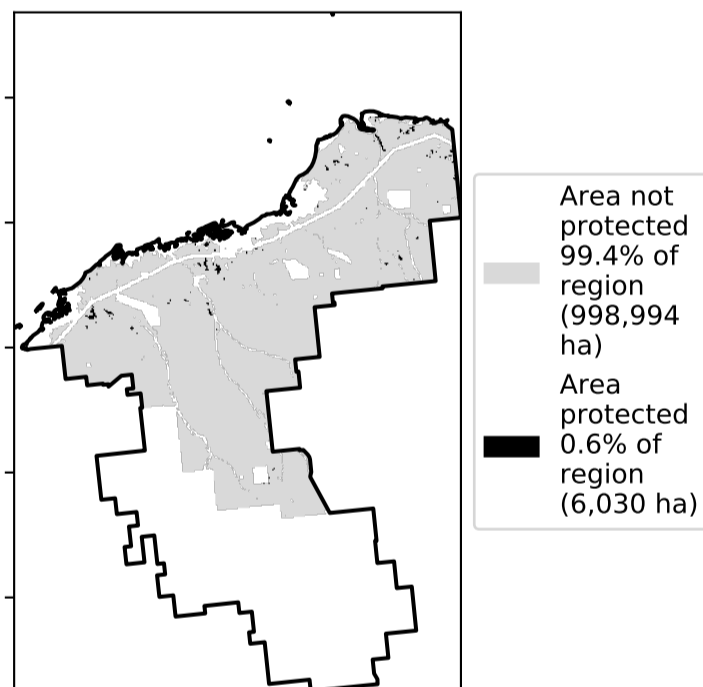 Area not
protected
99.4% of
region
(998,994
ha)
Area
protected
0.6% of
region
(6,030 ha)